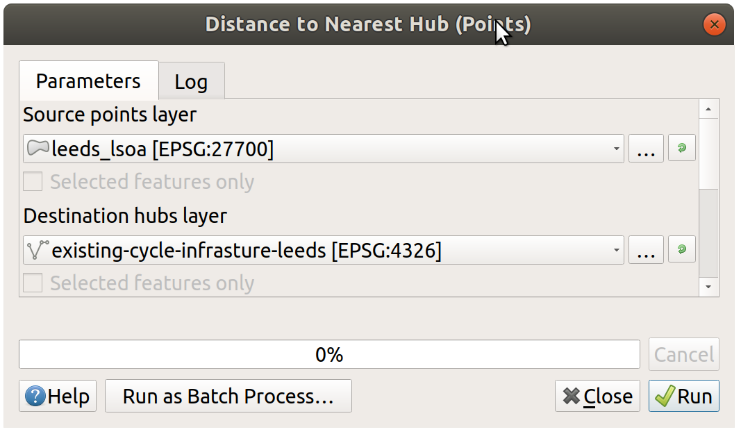 Distance to Nearest Hub (Points)
Parameters Log
Source points layer
leeds_lsoa [EPSG:27700] ...
Selected features only
Destination hubs layer
existing-cycle-infrasture-leeds [EPSG:4326] ...
Selected features only
0% Cancel
Help Run as Batch Process... Close Run